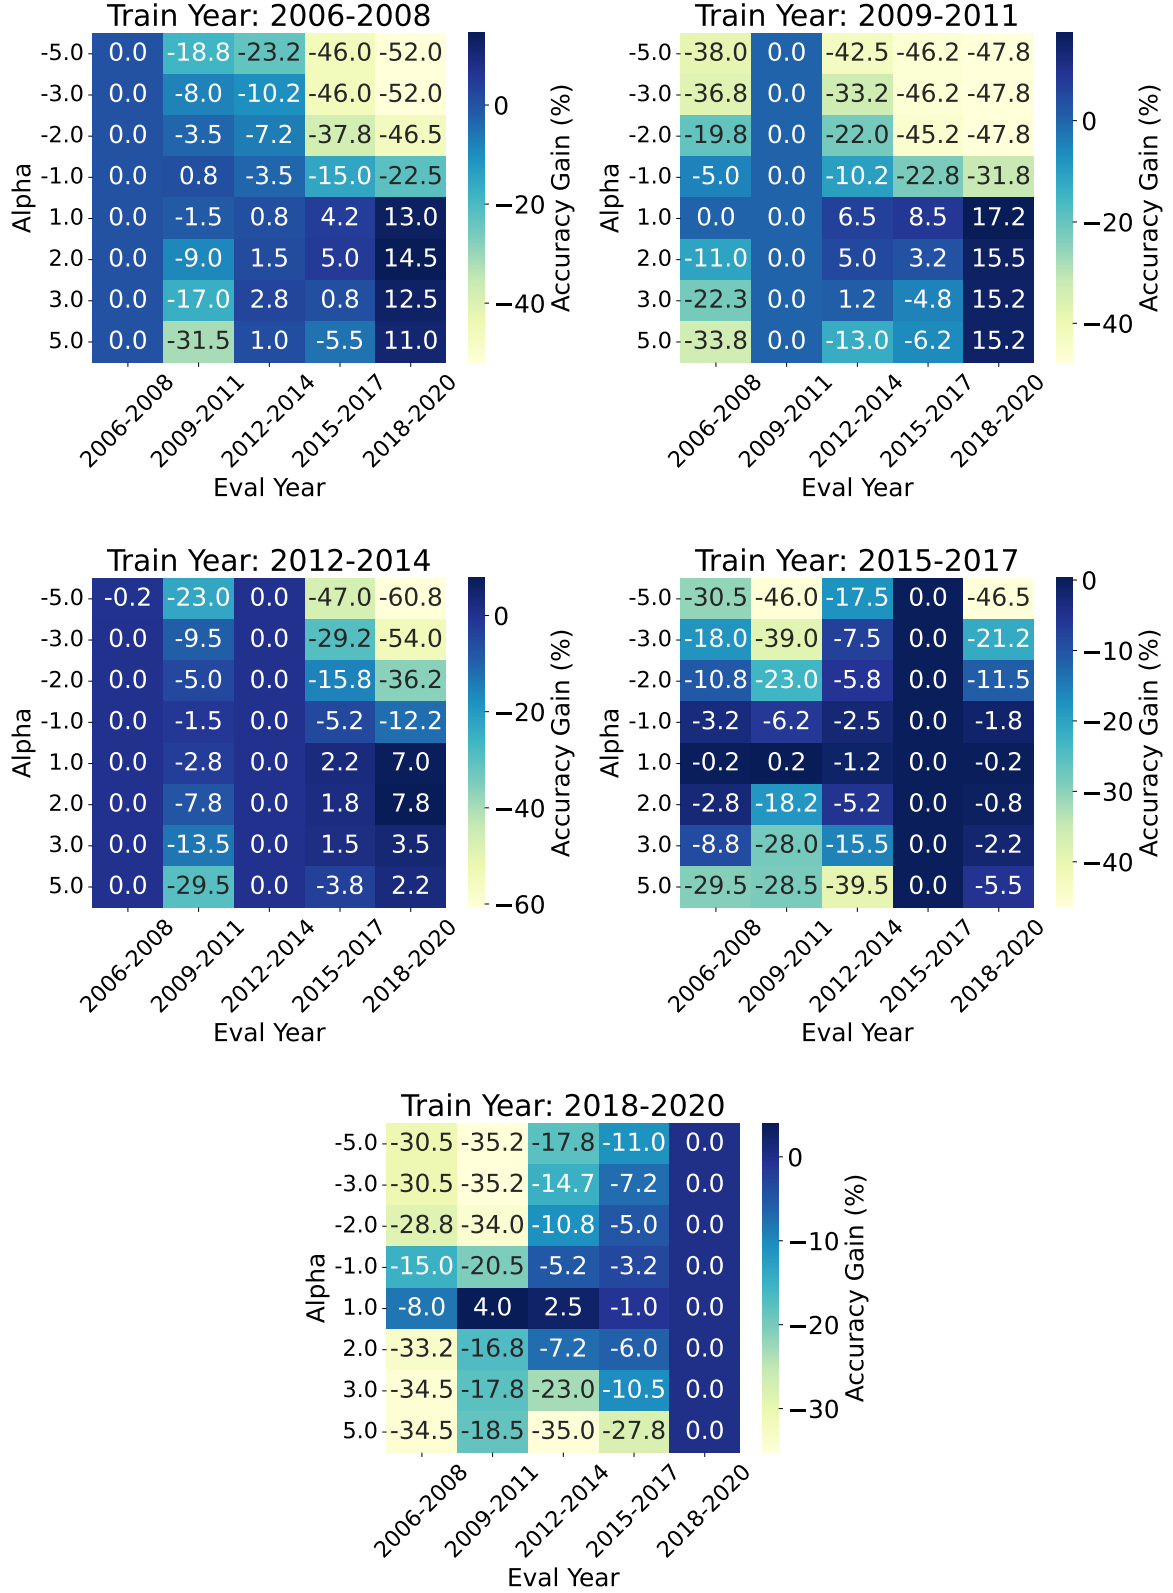 Train Year: 2006-2008
Alpha
-5.0 0.0 -18.8 -23.2 -46.0 -52.0
-3.0 0.0 -8.0 -10.2 -46.0 -52.0
-2.0 0.0 -3.5 -7.2 -37.8 -46.5
-1.0 0.0 0.8 -3.5 -15.0 -22.5
1.0 0.0 -1.5 0.8 4.2 13.0
2.0 0.0 -9.0 1.5 5.0 14.5
3.0 0.0 -17.0 2.8 0.8 12.5
5.0 0.0 -31.5 1.0 -5.5 11.0
2006-2008 2009-2011 2012-2014 2015-2017 2018-2020
Eval Year
0
−20
−40
Accuracy Gain (%)
Train Year: 2009-2011
Alpha
-5.0 -38.0 0.0 -42.5 -46.2 -47.8
-3.0 -36.8 0.0 -33.2 -46.2 -47.8
-2.0 -19.8 0.0 -22.0 -45.2 -47.8
-1.0 -5.0 0.0 -10.2 -22.8 -31.8
1.0 0.0 0.0 6.5 8.5 17.2
2.0 -11.0 0.0 5.0 3.2 15.5
3.0 -22.3 0.0 1.2 -4.8 15.2
5.0 -33.8 0.0 -13.0 -6.2 15.2
2006-2008 2009-2011 2012-2014 2015-2017 2018-2020
Eval Year
0
−20
−40
Accuracy Gain (%)
Train Year: 2012-2014
Alpha
-5.0 -0.2 -23.0 0.0 -47.0 -60.8
-3.0 0.0 -9.5 0.0 -29.2 -54.0
-2.0 0.0 -5.0 0.0 -15.8 -36.2
-1.0 0.0 -1.5 0.0 -5.2 -12.2
1.0 0.0 -2.8 0.0 2.2 7.0
2.0 0.0 -7.8 0.0 1.8 7.8
3.0 0.0 -13.5 0.0 1.5 3.5
5.0 0.0 -29.5 0.0 -3.8 2.2
2006-2008 2009-2011 2012-2014 2015-2017 2018-2020
Eval Year
0
−20
−40
−60
Accuracy Gain (%)
Train Year: 2015-2017
Alpha
-5.0 -30.5 -46.0 -17.5 0.0 -46.5
-3.0 -18.0 -39.0 -7.5 0.0 -21.2
-2.0 -10.8 -23.0 -5.8 0.0 -11.5
-1.0 -3.2 -6.2 -2.5 0.0 -1.8
1.0 -0.2 0.2 -1.2 0.0 -0.2
2.0 -2.8 -18.2 -5.2 0.0 -0.8
3.0 -8.8 -28.0 -15.5 0.0 -2.2
5.0 -29.5 -28.5 -39.5 0.0 -5.5
2006-2008 2009-2011 2012-2014 2015-2017 2018-2020
Eval Year
0
−10
−20
−30
−40
Accuracy Gain (%)
Train Year: 2018-2020
Alpha
-5.0 -30.5 -35.2 -17.8 -11.0 0.0
-3.0 -30.5 -35.2 -14.7 -7.2 0.0
-2.0 -28.8 -34.0 -10.8 -5.0 0.0
-1.0 -15.0 -20.5 -5.2 -3.2 0.0
1.0 -8.0 4.0 2.5 -1.0 0.0
2.0 -33.2 -16.8 -7.2 -6.0 0.0
3.0 -34.5 -17.8 -23.0 -10.5 0.0
5.0 -34.5 -18.5 -35.0 -27.8 0.0
2006-2008 2009-2011 2012-2014 2015-2017 2018-2020
Eval Year
0
−10
−20
−30
Accuracy Gain (%)